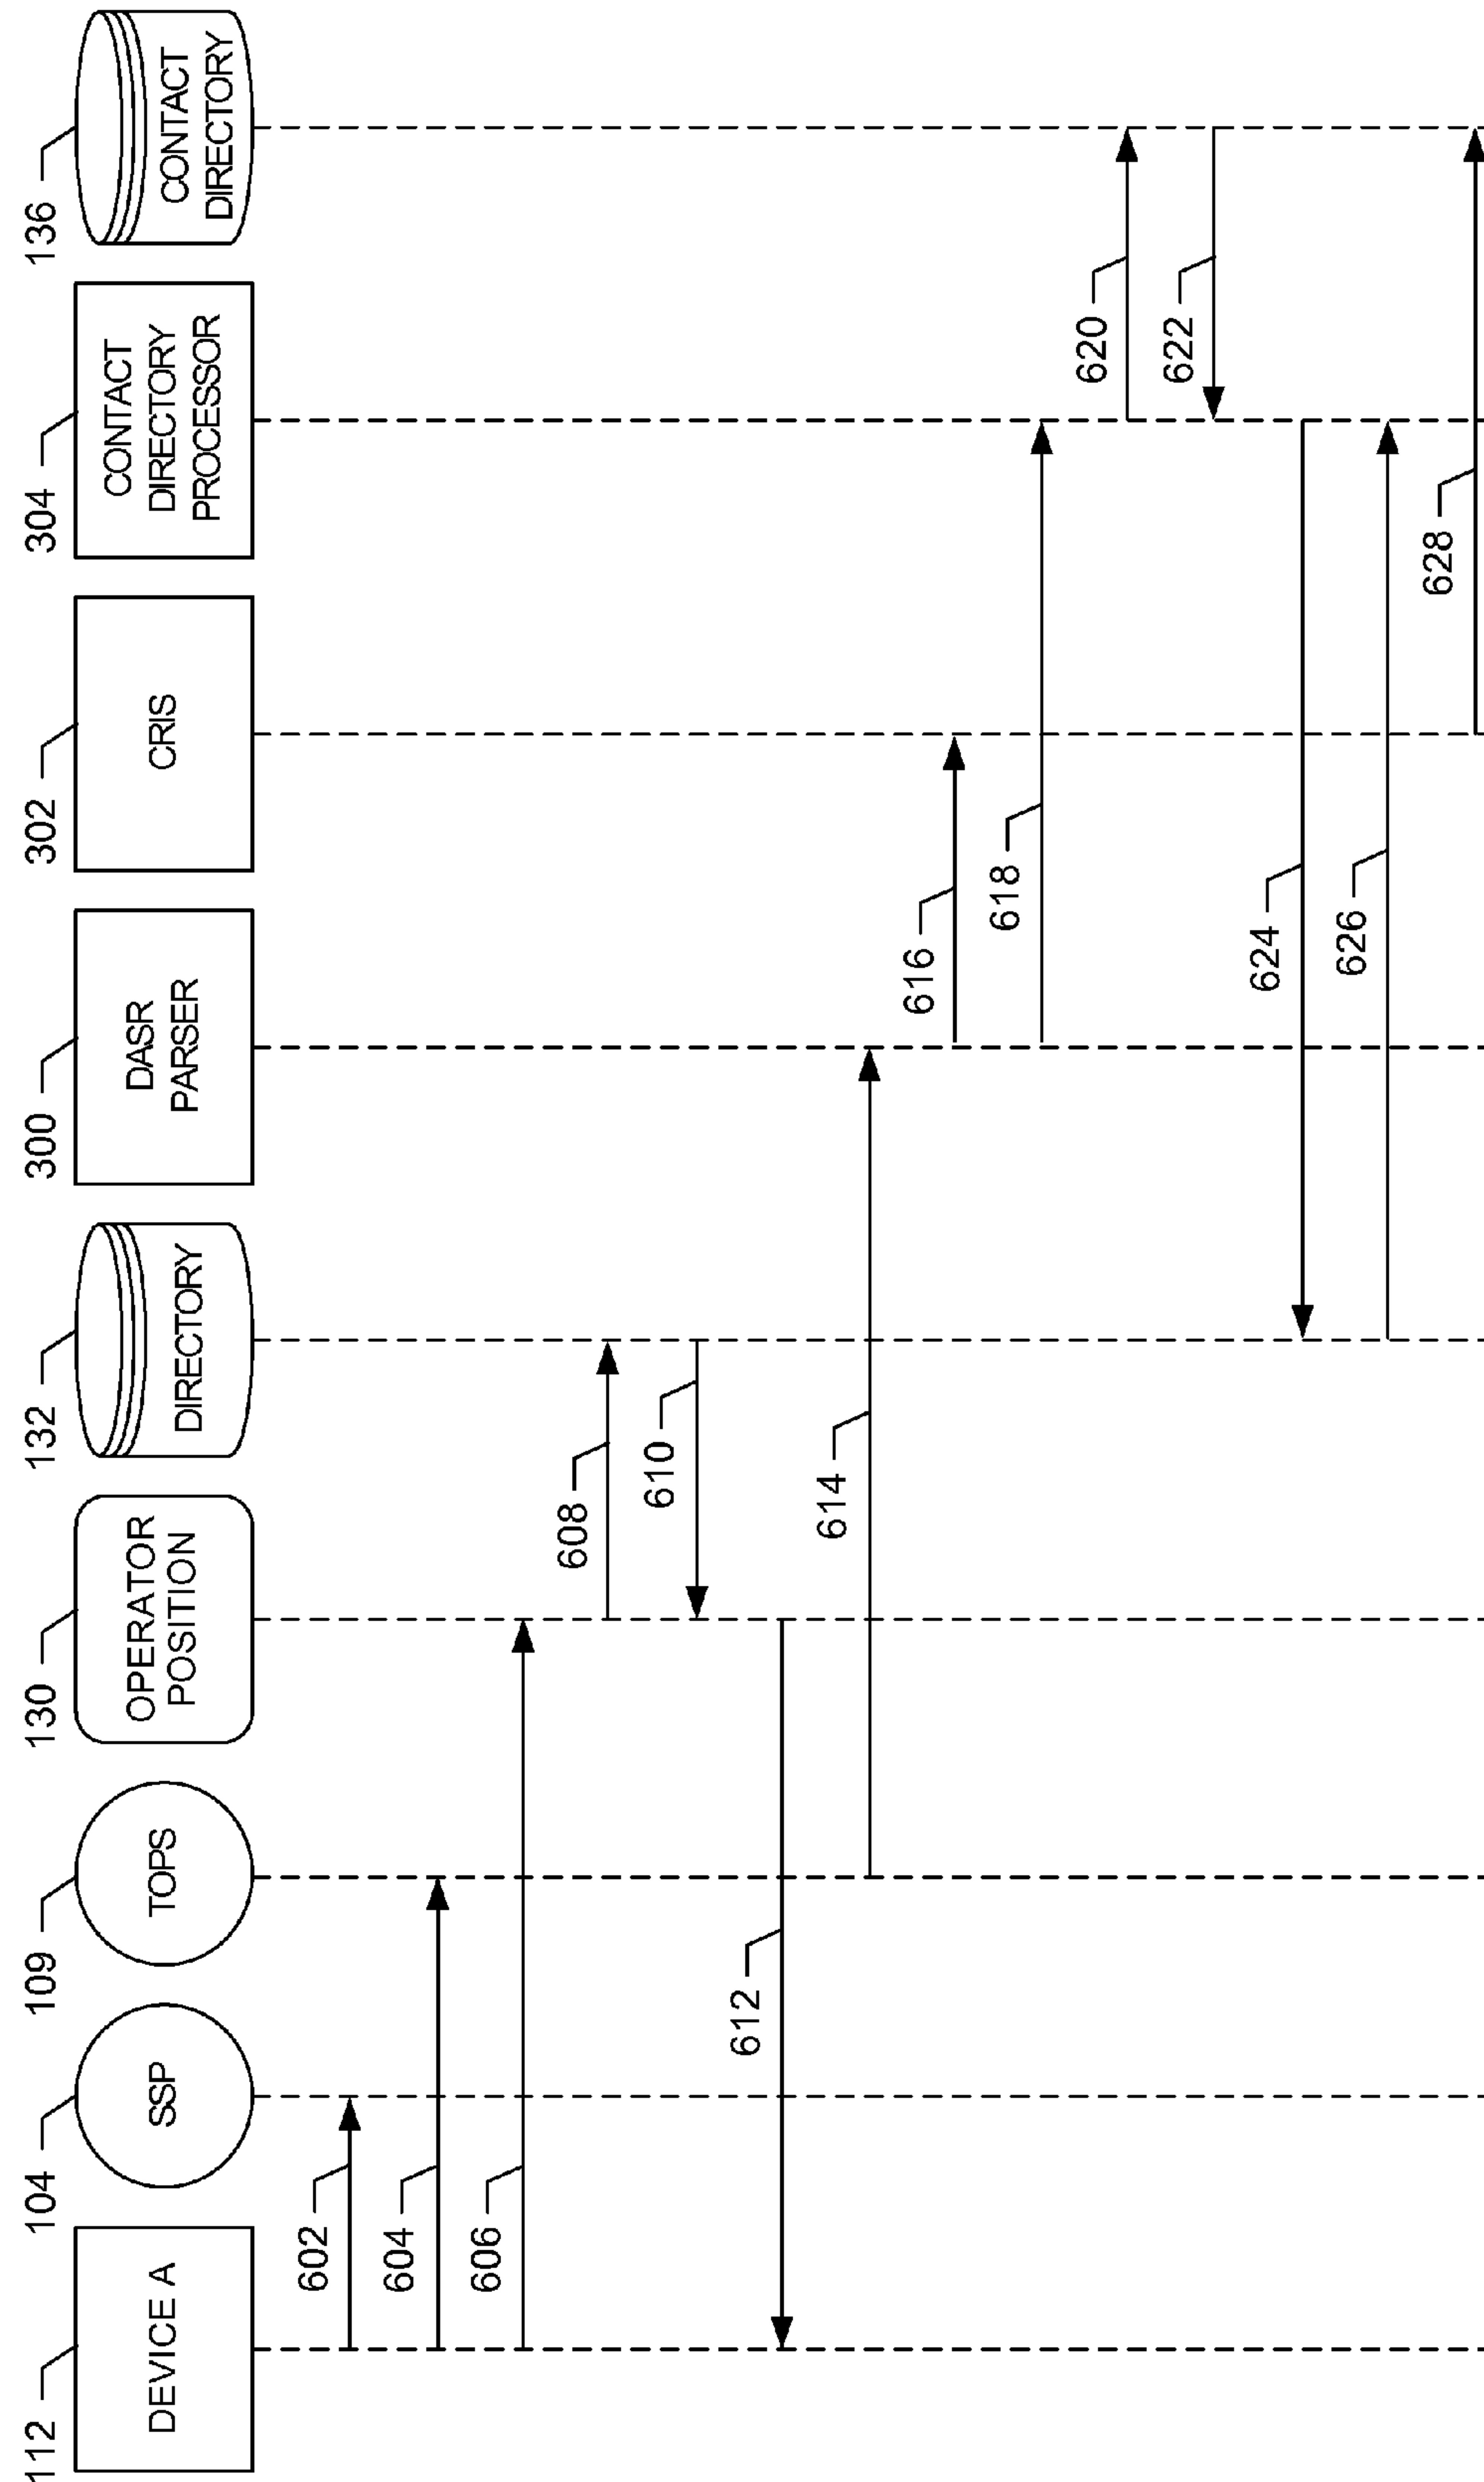 112
DEVICE A
104
SSP
109
TOPS
130
OPERATOR
POSITION
132
DIRECTORY
300
DASR
PARSER
302
CRIS
304
CONTACT
DIRECTORY
PROCESSOR
136
CONTACT
DIRECTORY
602
604
606
608
610
612
614
616
618
620
622
624
626
628